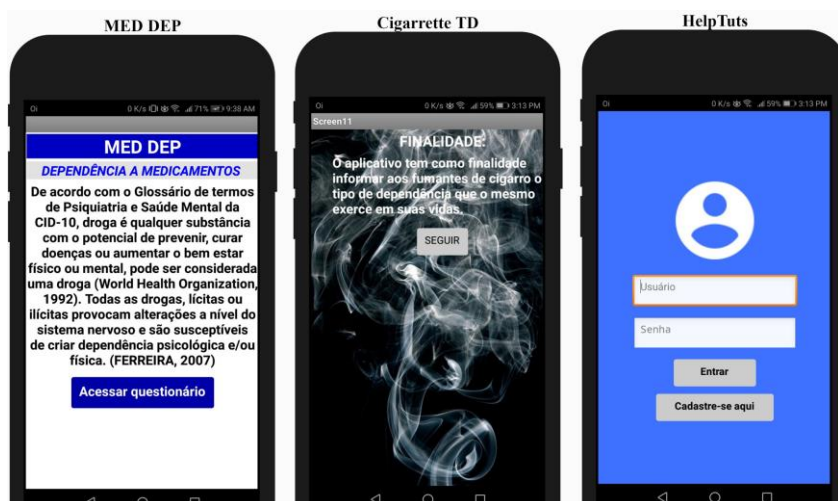 MED DEP
Oi 0 K/s 71% 9:38 AM
MED DEP
DEPENDÊNCIA A MEDICAMENTOS
De acordo com o Glossário de termos
de Psiquiatria e Saúde Mental da
CID-10, droga é qualquer substância
com o potencial de prevenir, curar
doenças ou aumentar o bem estar
físico ou mental, pode ser considerada
uma droga (World Health Organization,
1992). Todas as drogas, lícitas ou
ilícitas provocam alterações a nível do
sistema nervoso e são susceptíveis
de criar dependência psicológica e/ou
física. (FERREIRA, 2007)
Acessar questionário
Cigarrette TD
Oi 0 K/s 59% 3:13 PM
Screen11
FINALIDADE:
O aplicativo tem como finalidade
informar aos fumantes de cigarro o
tipo de dependência que o mesmo
exerce em suas vidas.
SEGUIR
HelpTuts
Oi 0 K/s 59% 3:13 PM
Usuário
Senha
Entrar
Cadastre-se aqui